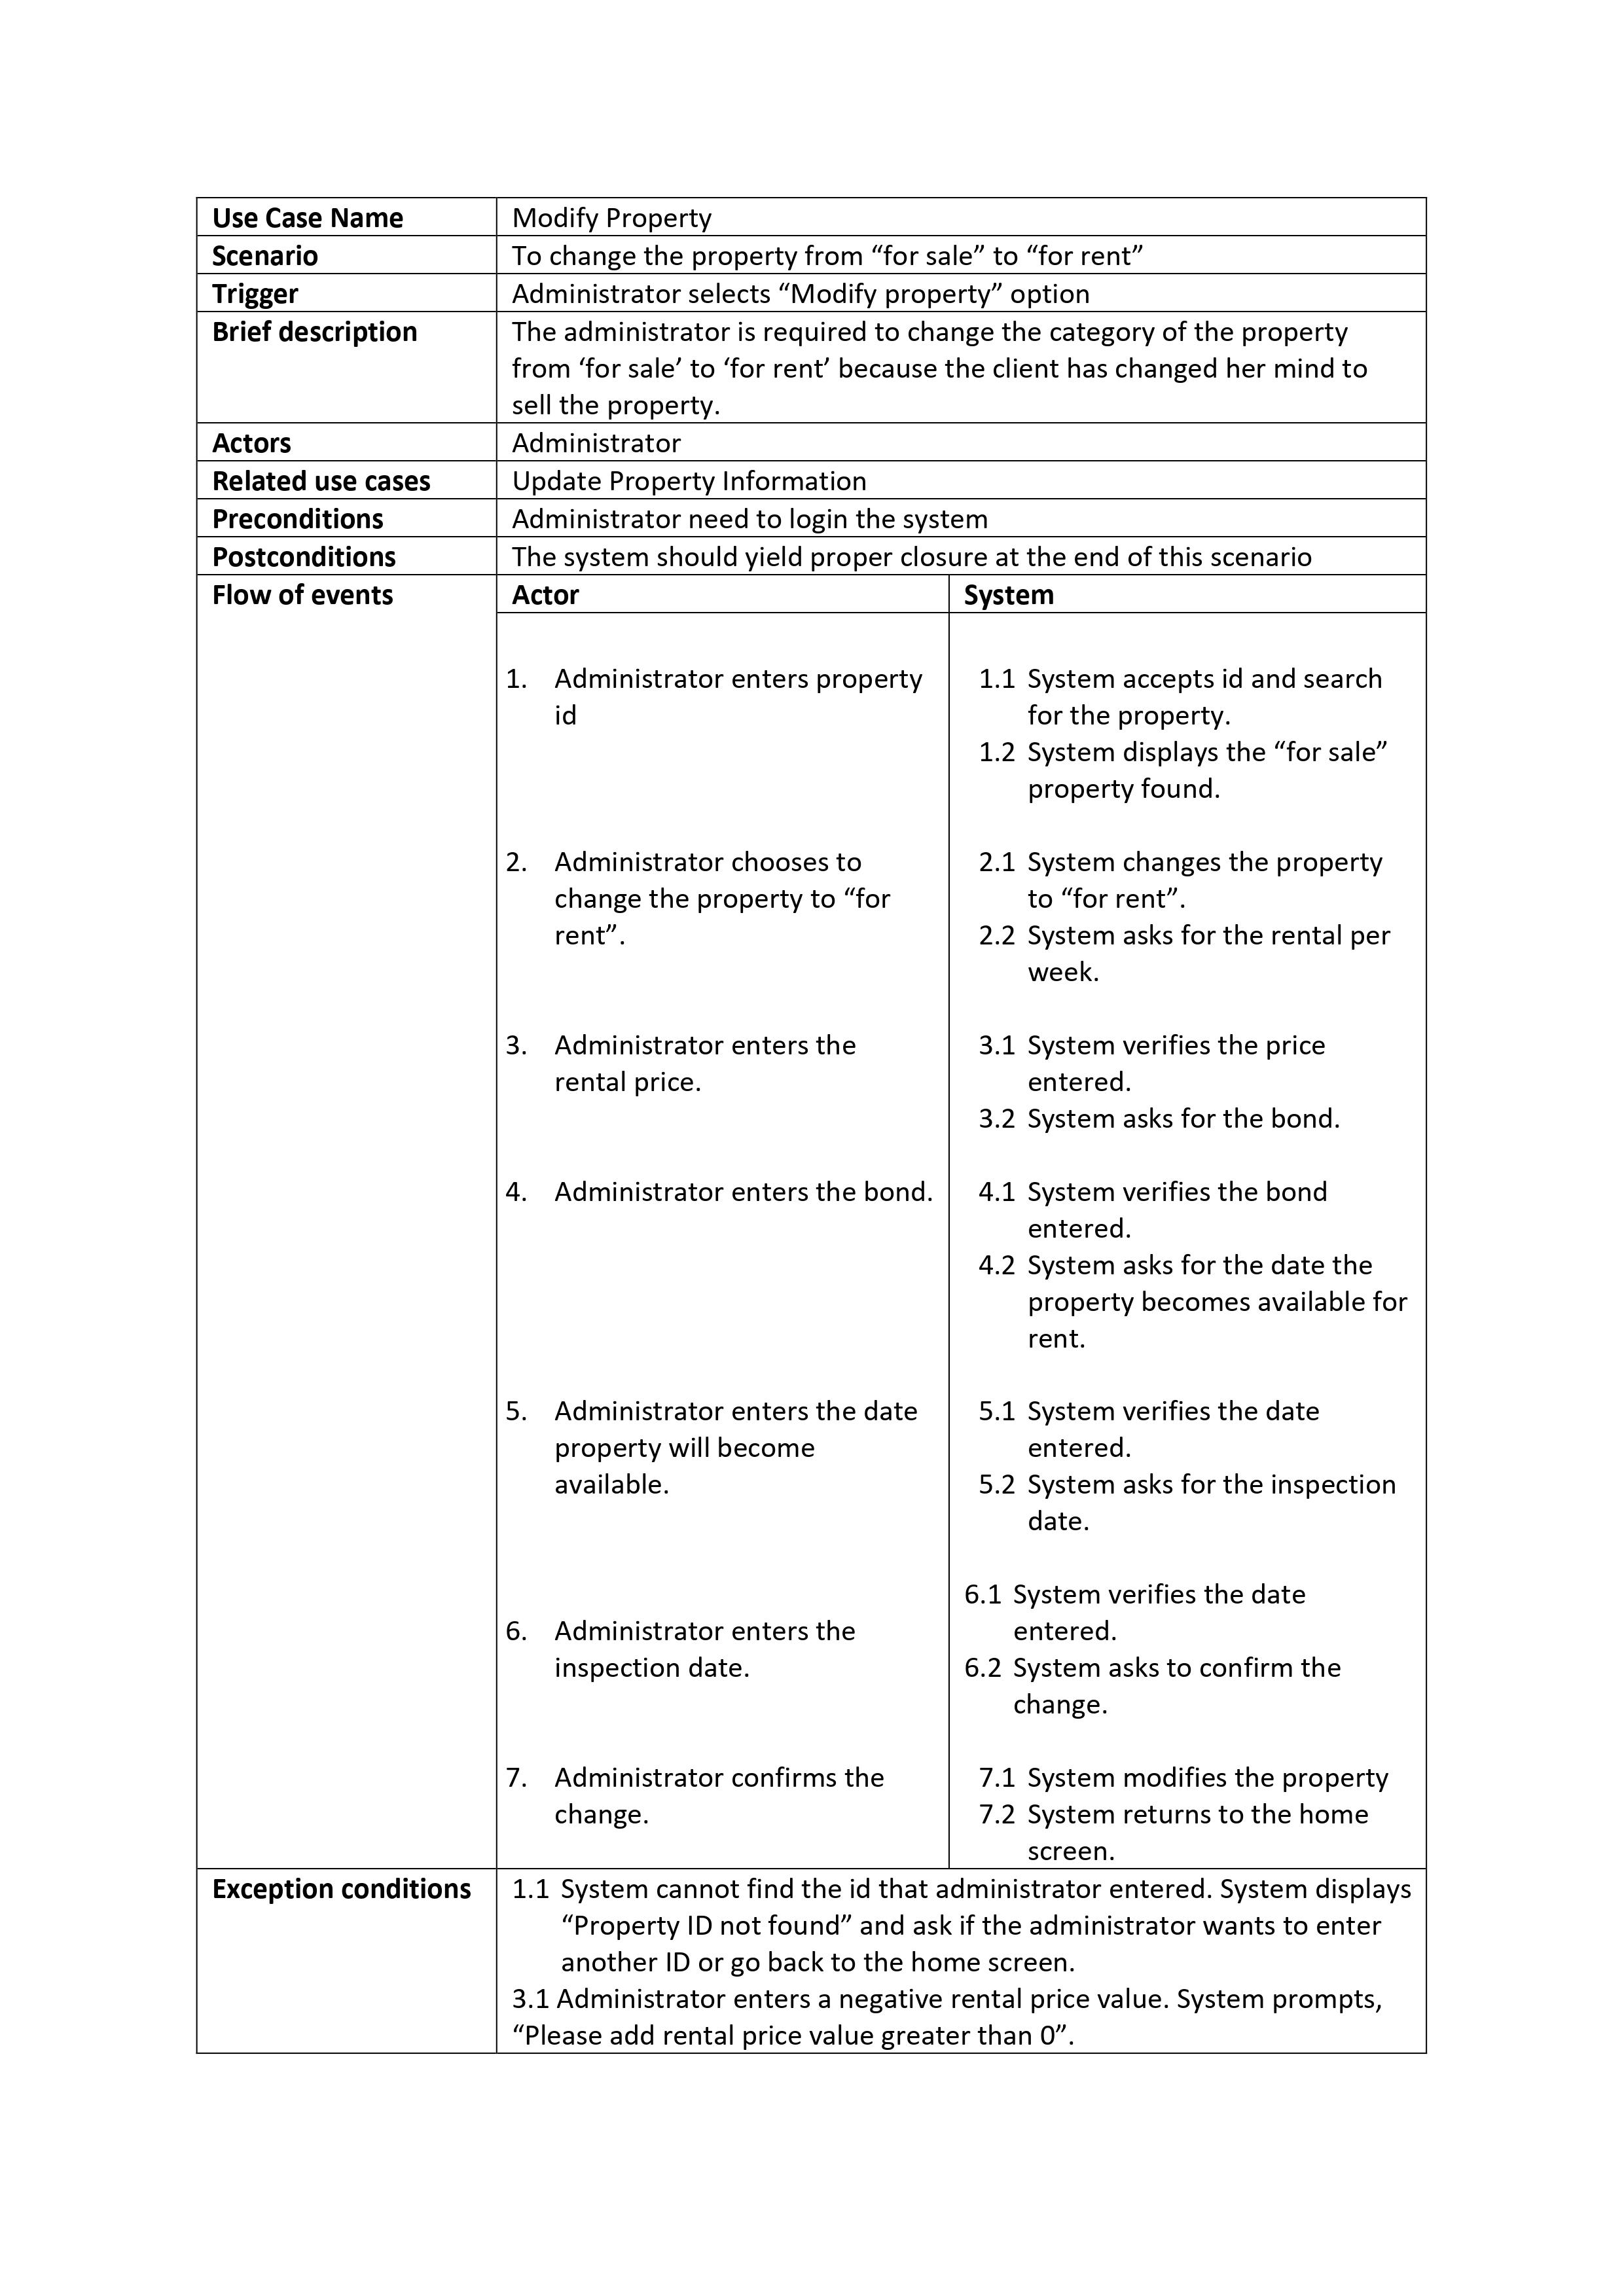 Use Case Name
Modify Property
Scenario
To change the property from “for sale” to “for rent”
Trigger
Administrator selects “Modify property” option
Brief description
The administrator is required to change the category of the property
from ‘for sale’ to ‘for rent’ because the client has changed her mind to
sell the property.
Actors
Administrator
Related use cases
Update Property Information
Preconditions
Administrator need to login the system
Postconditions
The system should yield proper closure at the end of this scenario
Flow of events
Actor
System
1. Administrator enters property
id
1.1 System accepts id and search
for the property.
1.2 System displays the “for sale”
property found.
2. Administrator chooses to
change the property to “for
rent”.
2.1 System changes the property
to “for rent”.
2.2 System asks for the rental per
week.
3. Administrator enters the
rental price.
3.1 System verifies the price
entered.
3.2 System asks for the bond.
4. Administrator enters the bond.
4.1 System verifies the bond
entered.
4.2 System asks for the date the
property becomes available for
rent.
5. Administrator enters the date
property will become
available.
5.1 System verifies the date
entered.
5.2 System asks for the inspection
date.
6. Administrator enters the
inspection date.
6.1 System verifies the date
entered.
6.2 System asks to confirm the
change.
7. Administrator confirms the
change.
7.1 System modifies the property
7.2 System returns to the home
screen.
Exception conditions
1.1 System cannot find the id that administrator entered. System displays
“Property ID not found” and ask if the administrator wants to enter
another ID or go back to the home screen.
3.1 Administrator enters a negative rental price value. System prompts,
“Please add rental price value greater than 0”.